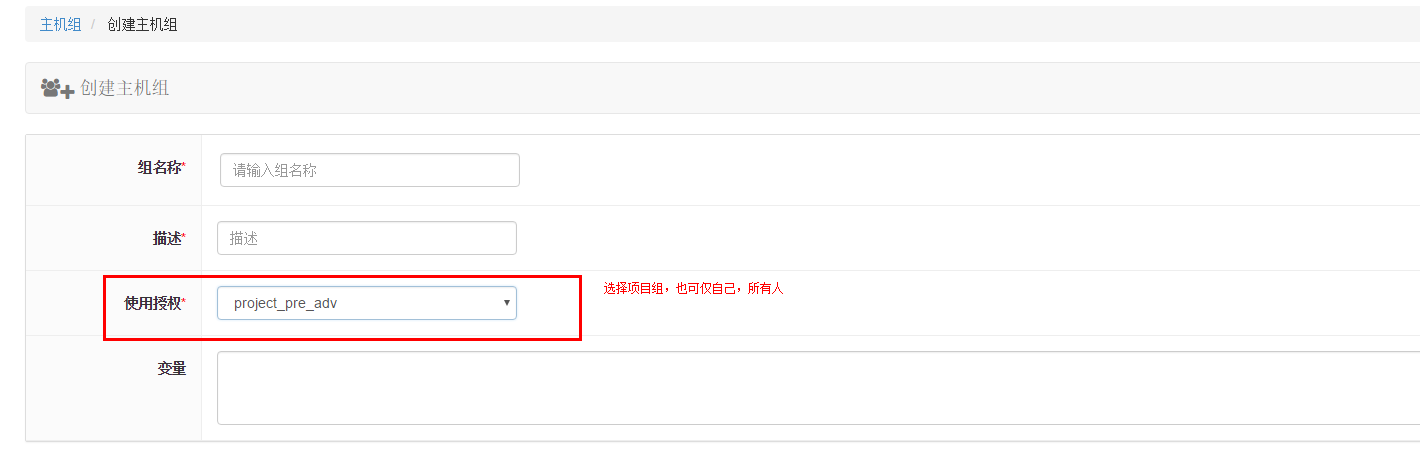 主机组 / 创建主机组
创建主机组
组名称*
请输入组名称
描述*
描述
使用授权*
project_pre_adv
选择项目组，也可仅自己，所有人
变量